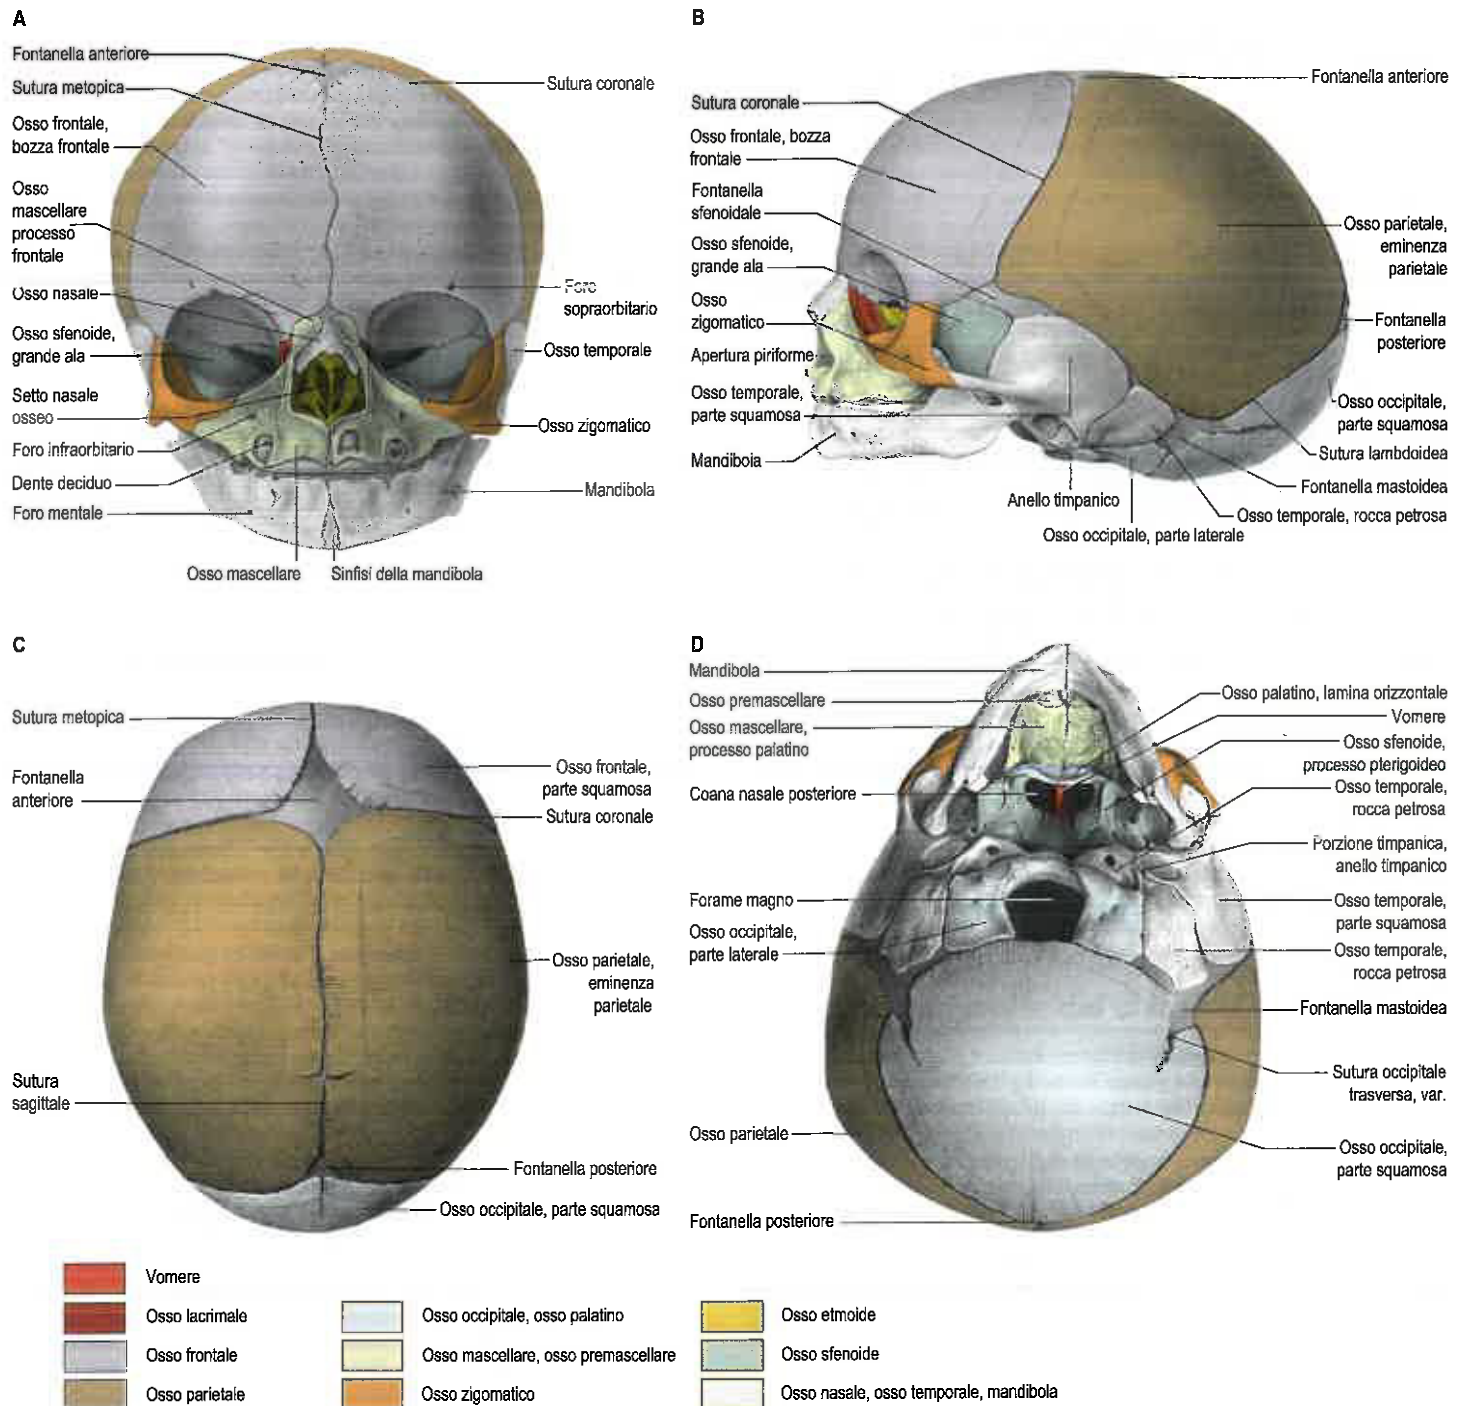 A
Fontanella anteriore
Sutura metopica
Osso frontale,
bozza frontale
Osso
mascellare
processo
frontale
Osso nasale
Osso sfenoide,
grande ala
Setto nasale
osseo
Foro infraorbitario
Dente deciduo
Foro mentale
Sutura coronale
Foro
sopraorbitario
Osso temporale
Osso zigomatico
Mandibola
Osso mascellare
Sinfisi della mandibola
B
Sutura coronale
Osso frontale, bozza
frontale
Fontanella
sfenoidale
Osso sfenoide,
grande ala
Osso
zigomatico
Apertura piriforme
Osso temporale,
parte squamosa
Mandibola
Fontanella anteriore
Osso parietale,
eminenza
parietale
Fontanella
posteriore
Osso occipitale,
parte squamosa
Sutura lambdoidea
Fontanella mastoidea
Osso temporale, rocca petrosa
Anello timpanico
Osso occipitale, parte laterale
C
Sutura metopica
Fontanella
anteriore
Sutura
sagittale
Osso frontale,
parte squamosa
Sutura coronale
Osso parietale,
eminenza
parietale
Fontanella posteriore
Osso occipitale, parte squamosa
D
Mandibola
Osso premascellare
Osso mascellare,
processo palatino
Coana nasale posteriore
Forame magno
Osso occipitale,
parte laterale
Osso parietale
Fontanella posteriore
Osso palatino, lamina orizzontale
Vomere
Osso sfenoide,
processo pterigoideo
Osso temporale,
rocca petrosa
Porzione timpanica,
anello timpanico
Osso temporale,
parte squamosa
Osso temporale,
rocca petrosa
Fontanella mastoidea
Sutura occipitale
trasversa, var.
Osso occipitale,
parte squamosa
Vomere
Osso lacrimale
Osso frontale
Osso parietale
Osso occipitale, osso palatino
Osso mascellare, osso premascellare
Osso zigomatico
Osso etmoide
Osso sfenoide
Osso nasale, osso temporale, mandibola